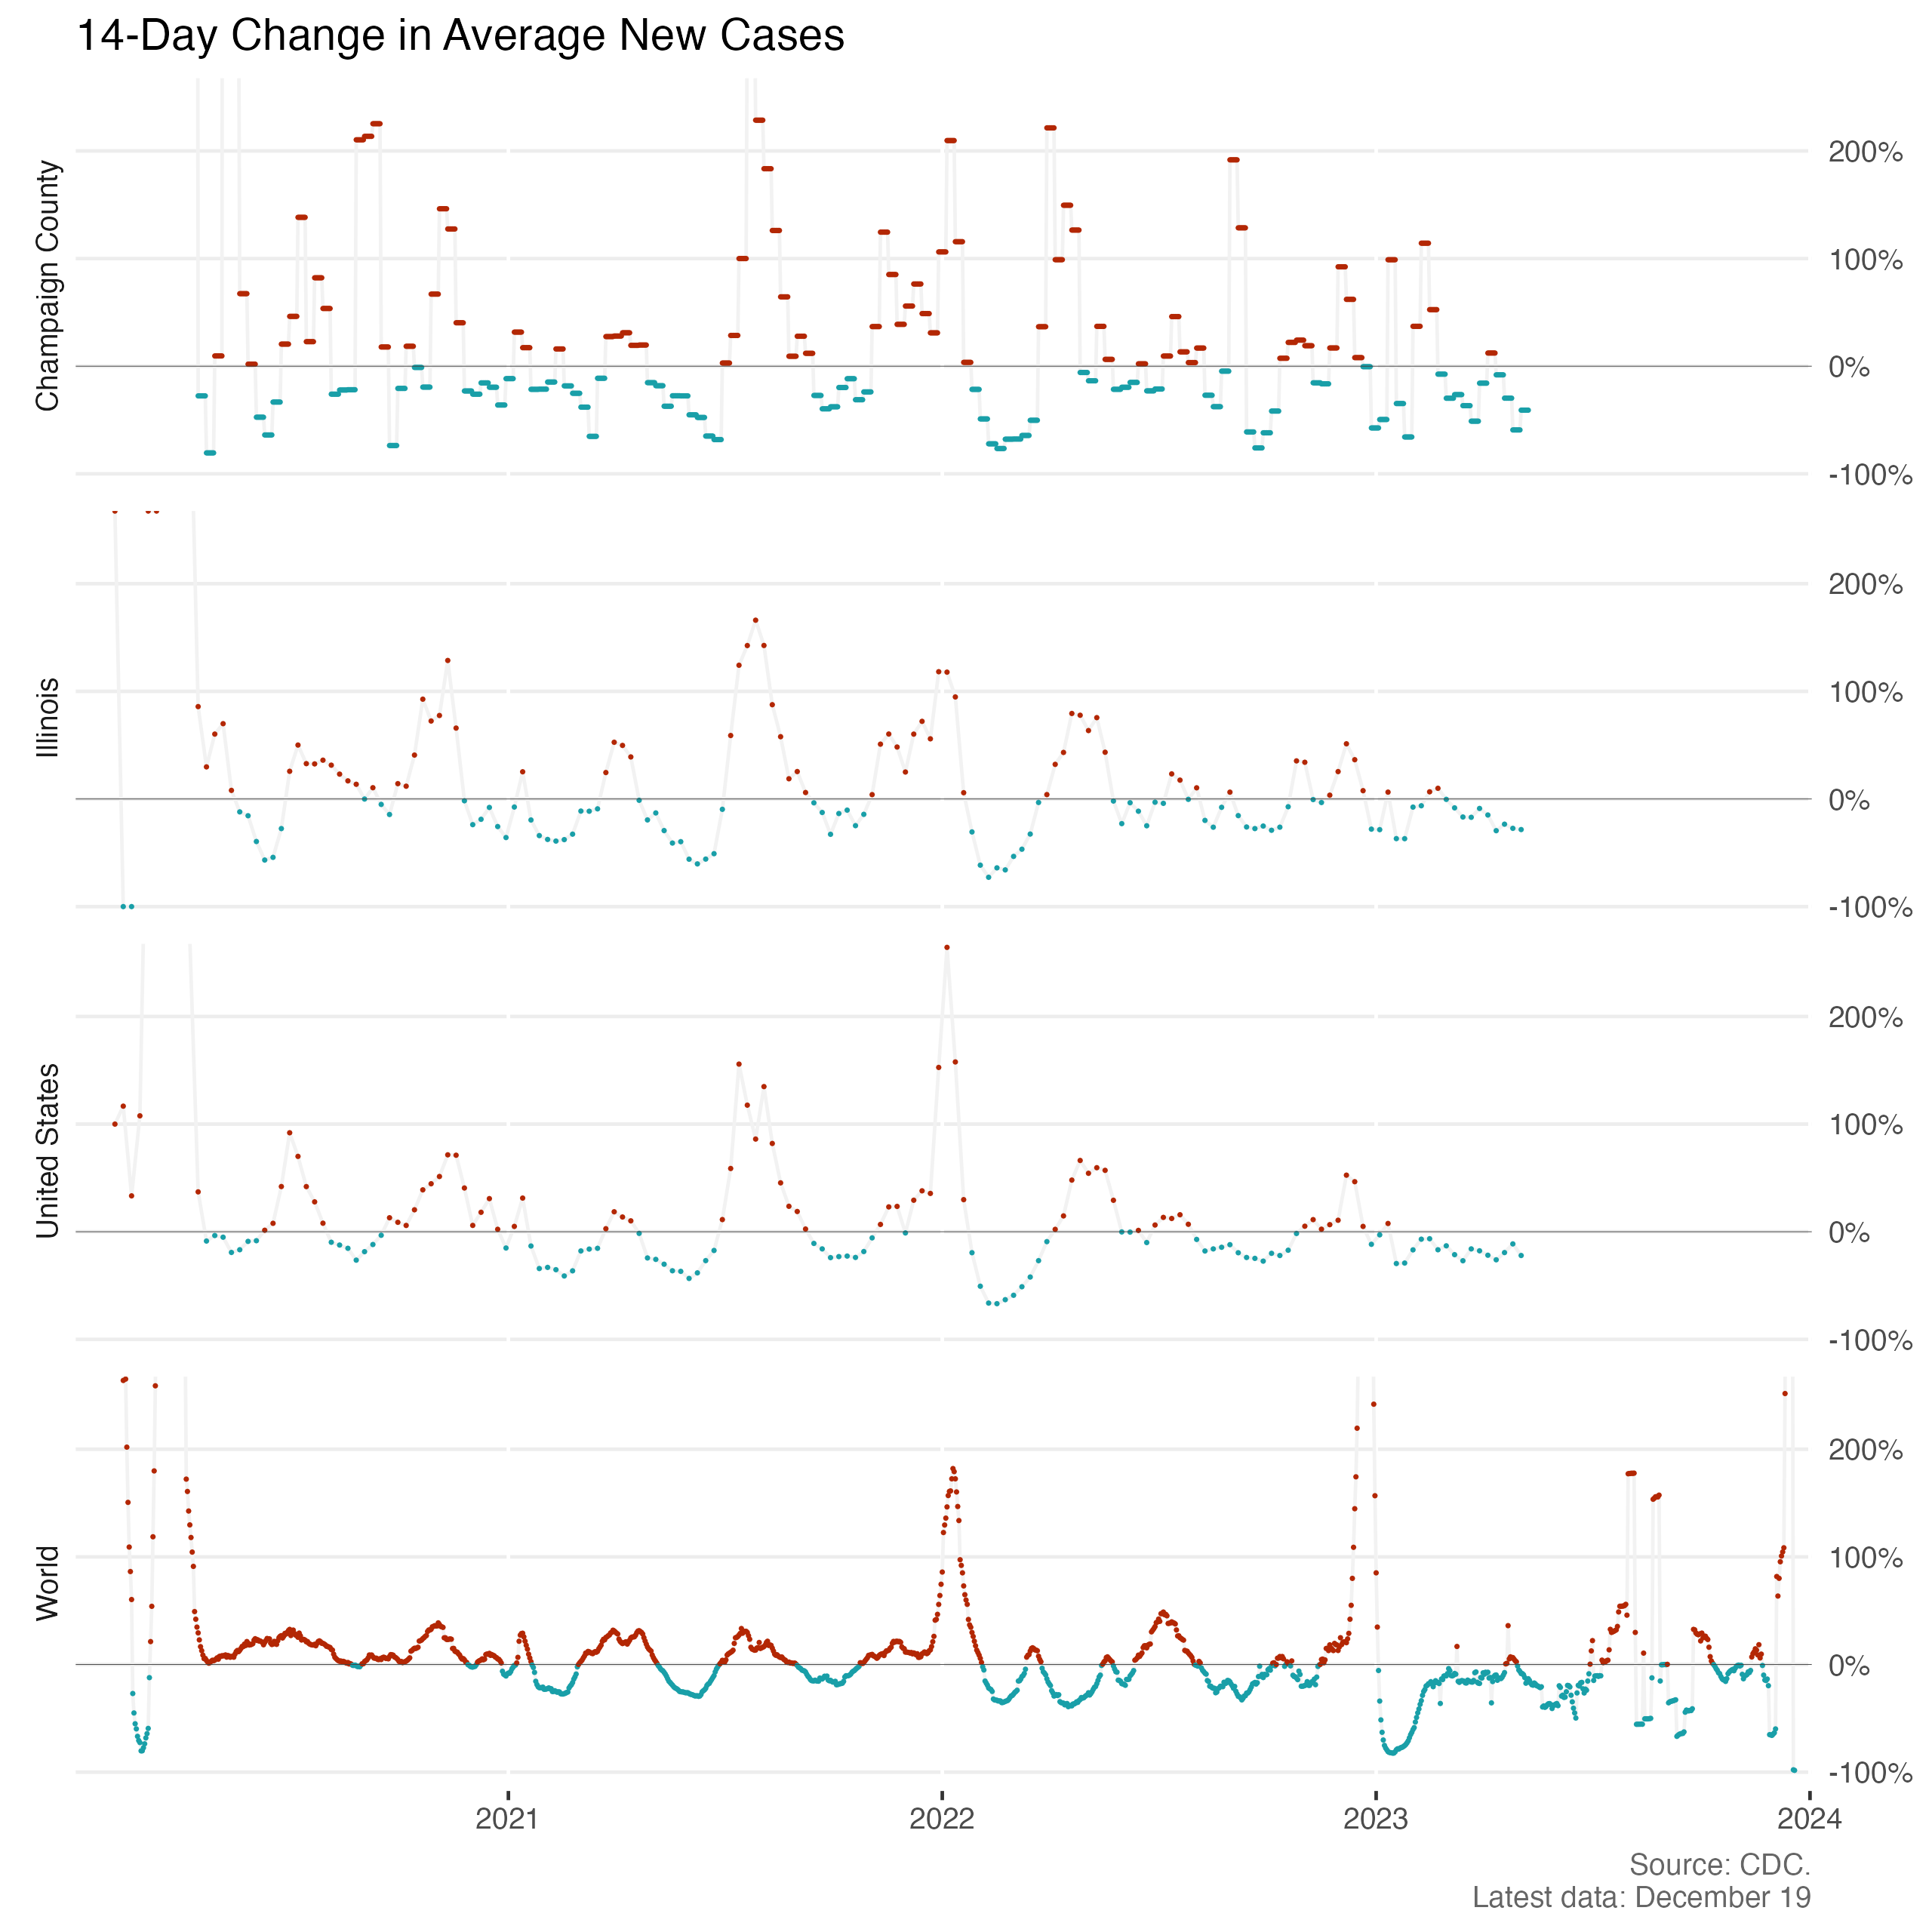 14-Day Change in Average New Cases
Champaign County
200%
100%
0%
-100%
Illinois
200%
100%
0%
-100%
United States
200%
100%
0%
-100%
World
200%
100%
0%
-100%
2021
2022
2023
2024
Source: CDC.
Latest data: December 19